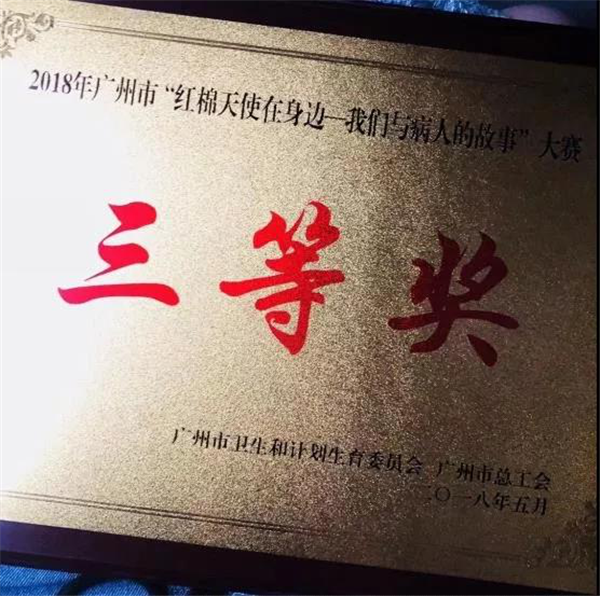 2018年广州市“红棉天使在身边—我们与病人的故事”大赛
三等奖
广州市卫生和计划生育委员会 广州市总工会
二〇一八年五月